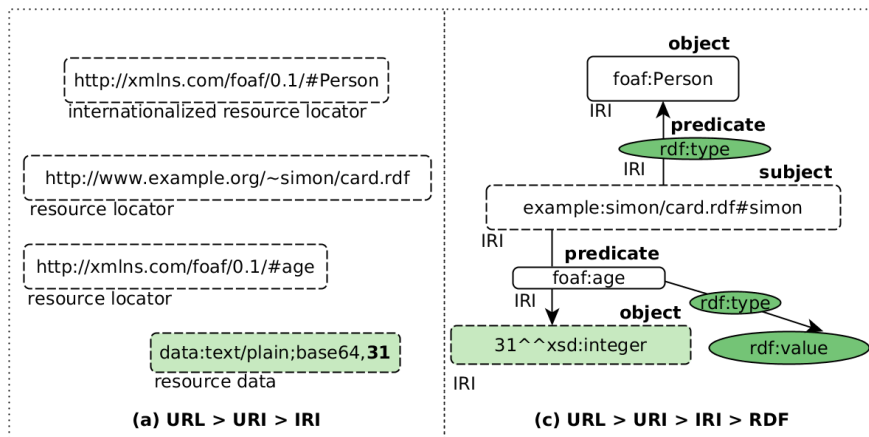 http://xmlns.com/foaf/0.1/#Person
internationalized resource locator
http://www.example.org/~simon/card.rdf
resource locator
http://xmlns.com/foaf/0.1/#age
resource locator
data:text/plain;base64,31
resource data
(a) URL > URI > IRI
object
foaf:Person
IRI
predicate
rdf:type
IRI
subject
example:simon/card.rdf#simon
IRI
predicate
foaf:age
IRI
rdf:type
object
31^^xsd:integer
rdf:value
IRI
(c) URL > URI > IRI > RDF